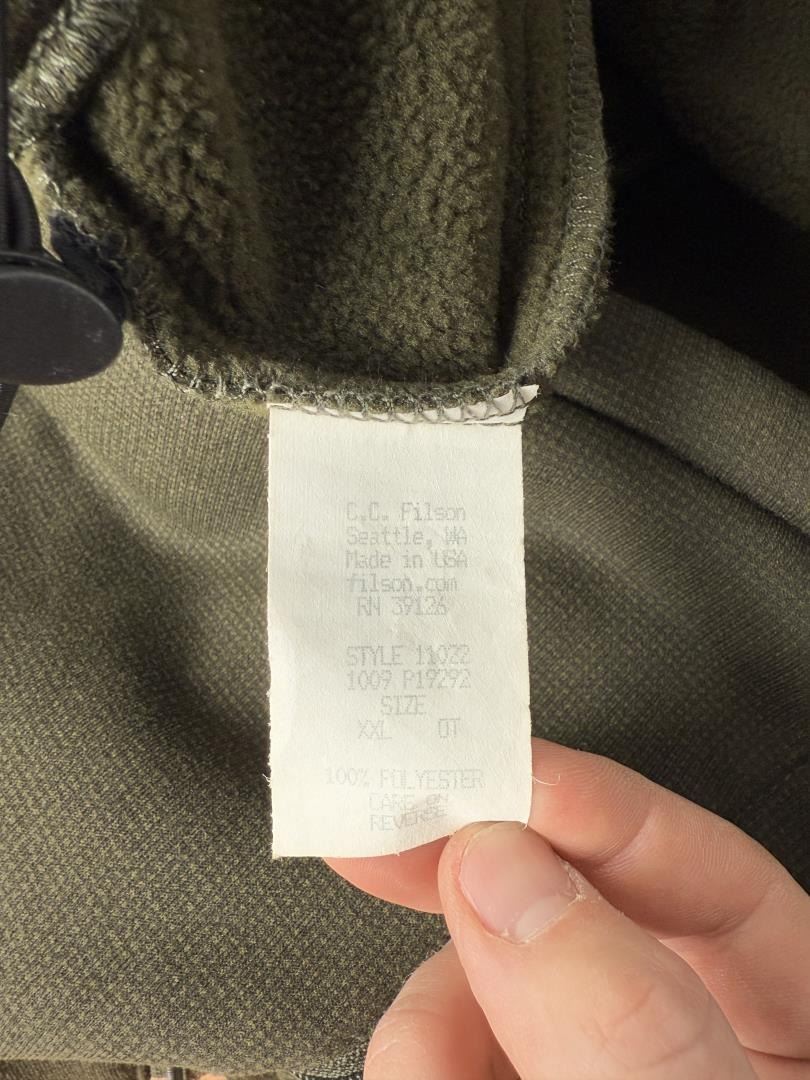 C.C. Filson
Seattle, WA
Made in USA
filson.com
RN 39126
STYLE 11022
1009 P19292
SIZE
XXL OT
100% POLYESTER
CARE ON
REVERSE